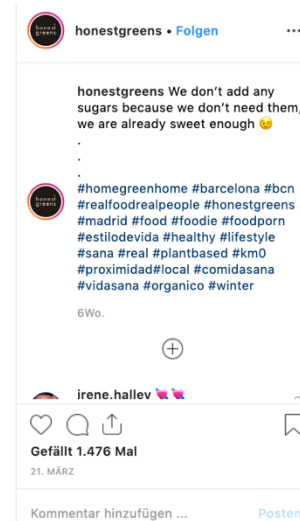 honest
greens
honestgreens • Folgen
honestgreens We don't add any
sugars because we don't need them,
we are already sweet enough 😉
.
.
.
honest
greens
#homegreenhome #barcelona #bcn
#realfoodrealpeople #honestgreens
#madrid #food #foodie #foodporn
#estilodevida #healthy #lifestyle
#sana #real #plantbased #km0
#proximidad#local #comidasana
#vidasana #organico #winter
6Wo.
irene.halley 💘 💘
Gefällt 1.476 Mal
21. MÄRZ
Kommentar hinzufügen ...
Posten